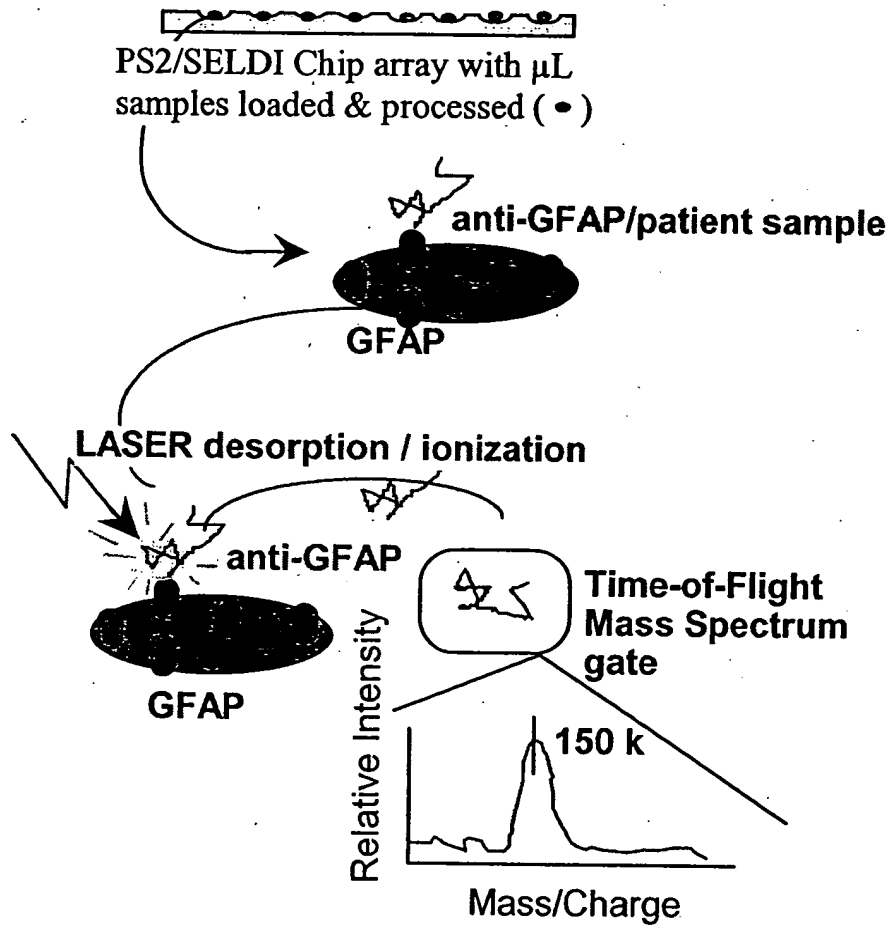 PS2/SELDI Chip array with μL
samples loaded & processed ( • )
anti-GFAP/patient sample
GFAP
LASER desorption / ionization
anti-GFAP
GFAP
Time-of-Flight
Mass Spectrum
gate
Relative Intensity
150 k
Mass/Charge